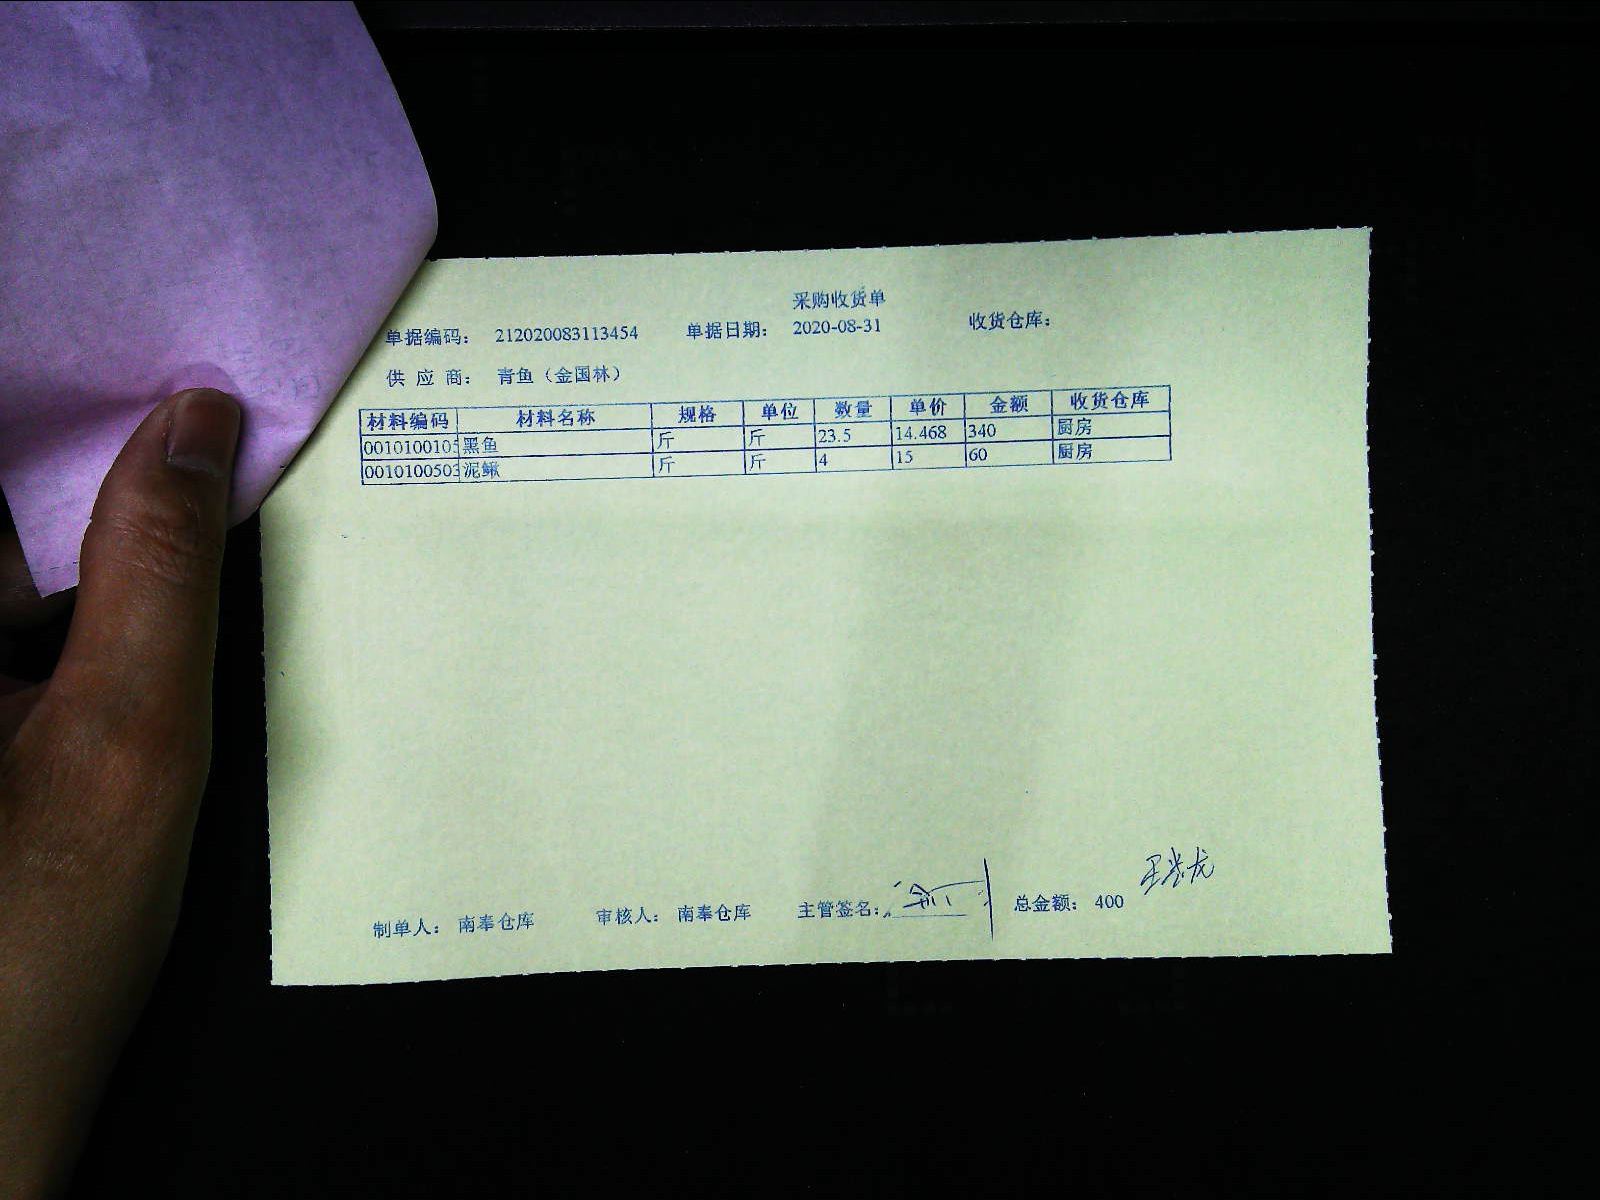 采购收货单
单据编码： 212020083113454 单据日期： 2020-08-31 收货仓库：
供 应 商： 青鱼（金国林）
材料编码 材料名称 规格 单位 数量 单价 金额 收货仓库
0010100105 黑鱼 斤 斤 23.5 14.468 340 厨房
0010100503 泥鳅 斤 斤 4 15 60 厨房
制单人： 南奉仓库 审核人： 南奉仓库 主管签名： 总金额： 400